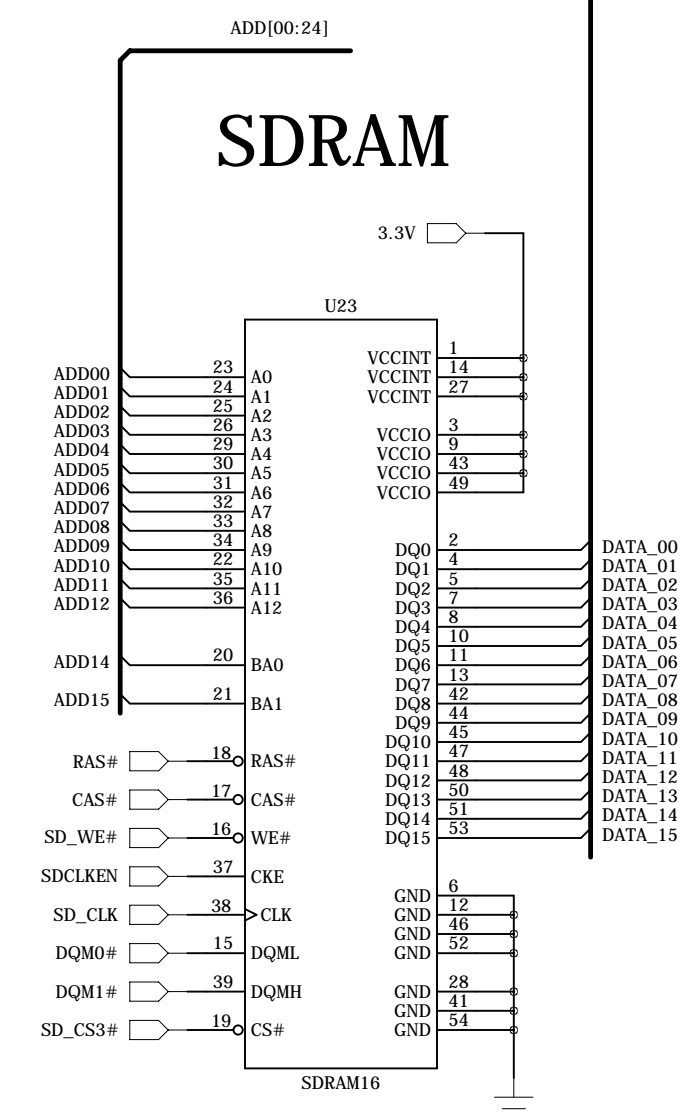 ADD[00:24]
SDRAM
3.3V
U23
ADD00 23 A0
ADD01 24 A1
ADD02 25 A2
ADD03 26 A3
ADD04 29 A4
ADD05 30 A5
ADD06 31 A6
ADD07 32 A7
ADD08 33 A8
ADD09 34 A9
ADD10 22 A10
ADD11 35 A11
ADD12 36 A12
ADD14 20 BA0
ADD15 21 BA1
RAS# 18 RAS#
CAS# 17 CAS#
SD_WE# 16 WE#
SDCLKEN 37 CKE
SD_CLK 38 CLK
DQM0# 15 DQML
DQM1# 39 DQMH
SD_CS3# 19 CS#
VCCINT 1
VCCINT 14
VCCINT 27
VCCIO 3
VCCIO 9
VCCIO 43
VCCIO 49
DQ0 2 DATA_00
DQ1 4 DATA_01
DQ2 5 DATA_02
DQ3 7 DATA_03
DQ4 8 DATA_04
DQ5 10 DATA_05
DQ6 11 DATA_06
DQ7 13 DATA_07
DQ8 42 DATA_08
DQ9 44 DATA_09
DQ10 45 DATA_10
DQ11 47 DATA_11
DQ12 48 DATA_12
DQ13 50 DATA_13
DQ14 51 DATA_14
DQ15 53 DATA_15
GND 6
GND 12
GND 46
GND 52
GND 28
GND 41
GND 54
SDRAM16